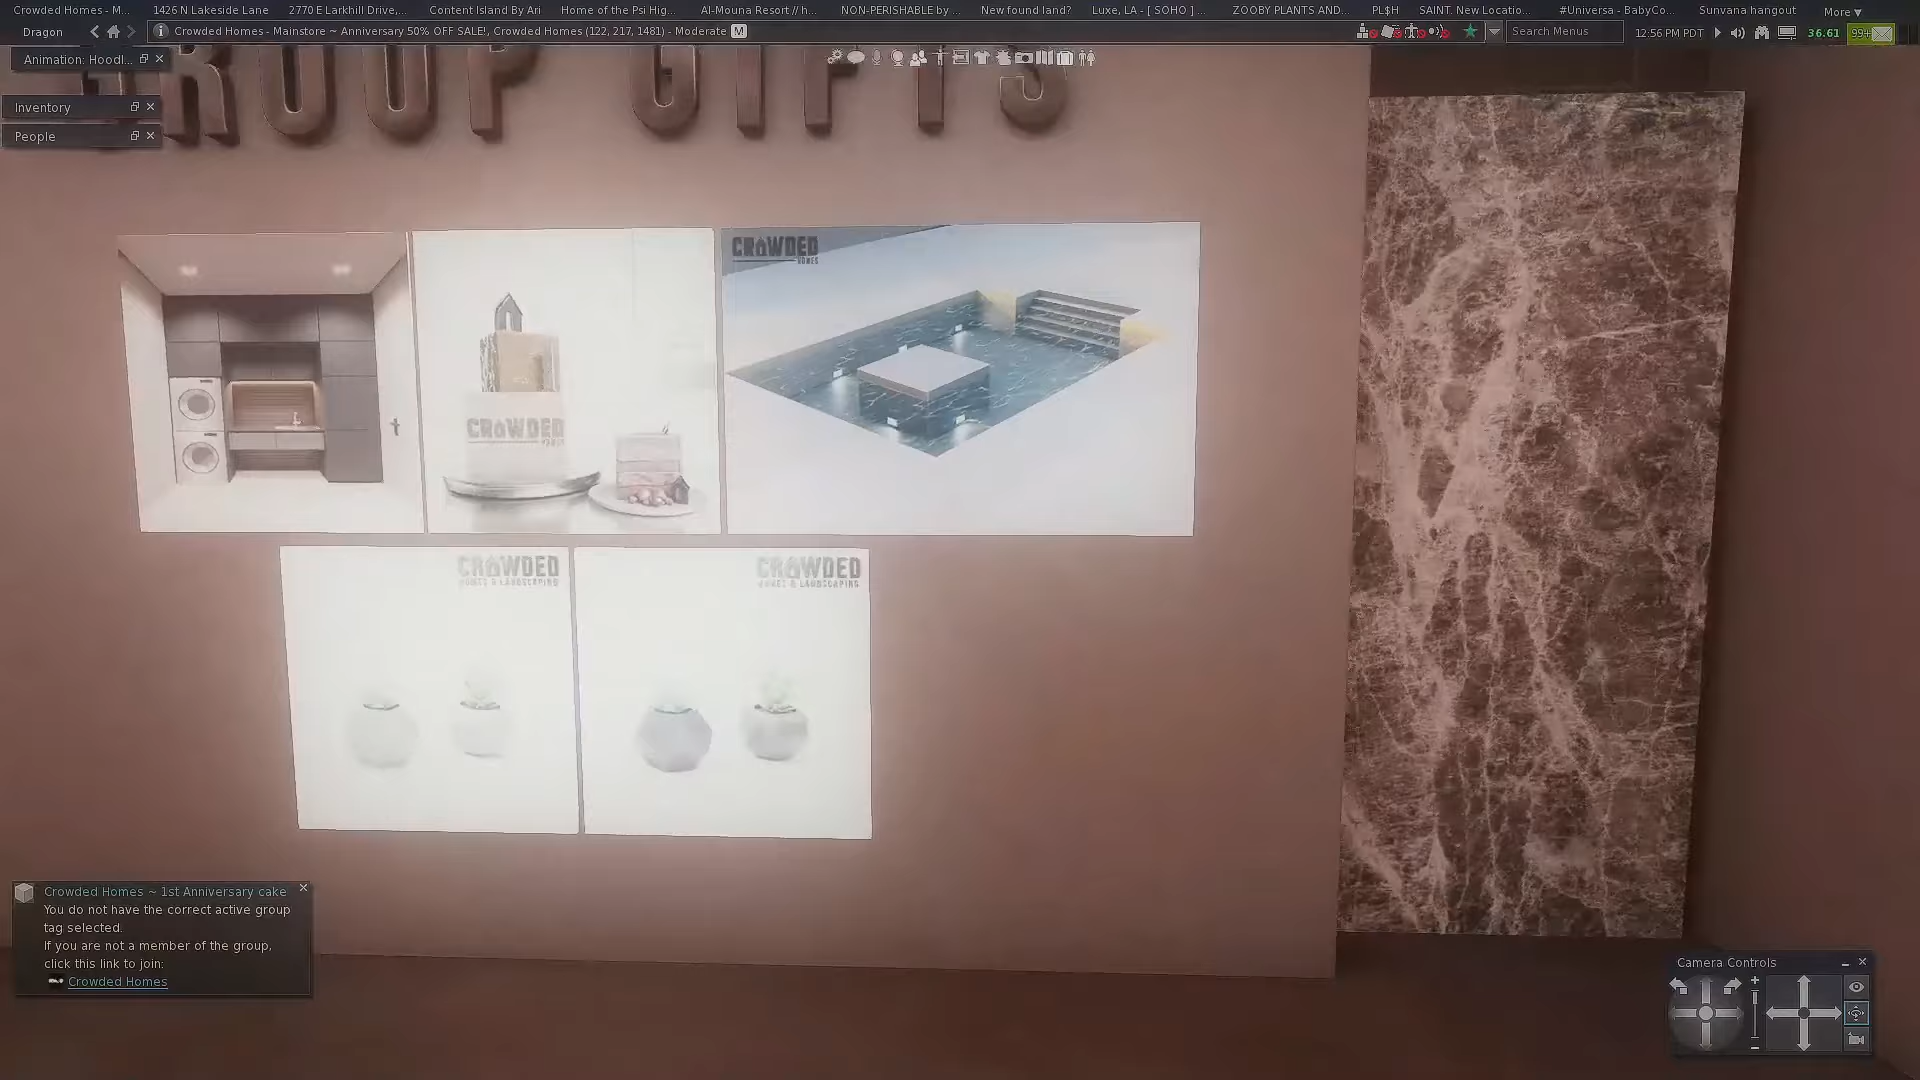 Crowded Homes - M...
1426 N Lakeside Lane
2770 E Larkhill Drive,...
Content Island By Ari
Home of the Psi Hig...
Al-Mouna Resort // h...
NON-PERISHABLE by ...
New found land?
Luxe, LA - [ SOHO ] ...
ZOOBY PLANTS AND...
PL$H
SAINT. New Locatio...
#Universa - BabyCo...
Sunvana hangout
More ▼
Dragon
Crowded Homes - Mainstore ~ Anniversary 50% OFF SALE!, Crowded Homes (122, 217, 1481) - Moderate M
Search Menus
12:56 PM PDT
36.61
99+
Animation: Hoodl...
Inventory
People
GROUP GIFTS
CROWDED
HOMES
CROWDED
CROWDED
HOMES & LANDSCAPING
CROWDED
HOMES & LANDSCAPING
Crowded Homes ~ 1st Anniversary cake
You do not have the correct active group
tag selected.
If you are not a member of the group,
click this link to join:
Crowded Homes
Camera Controls